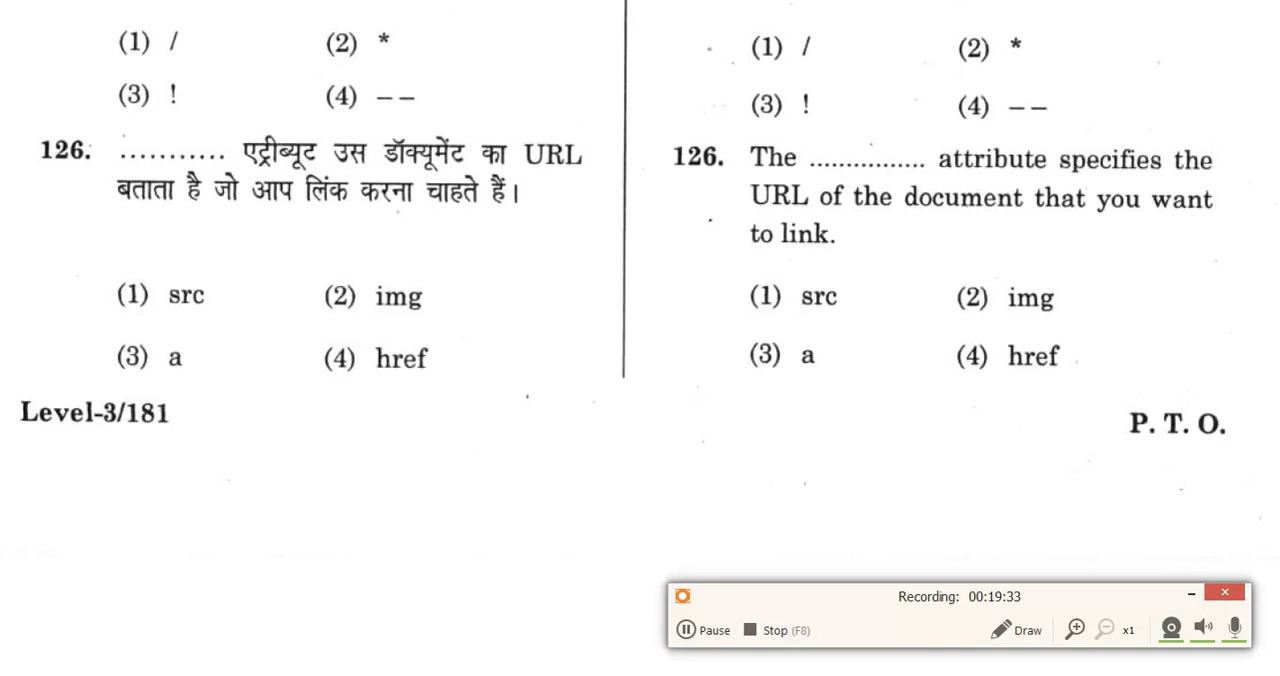 (1) / (2) *
(3) ! (4) – –
126. ........... एट्रीब्यूट उस डॉक्यूमेंट का URL
बताता है जो आप लिंक करना चाहते हैं।
(1) src (2) img
(3) a (4) href
Level-3/181
(1) / (2) *
(3) ! (4) – –
126. The ................ attribute specifies the
URL of the document that you want
to link.
(1) src (2) img
(3) a (4) href
P. T. O.
Recording: 00:19:33
Pause Stop (F8) Draw x1